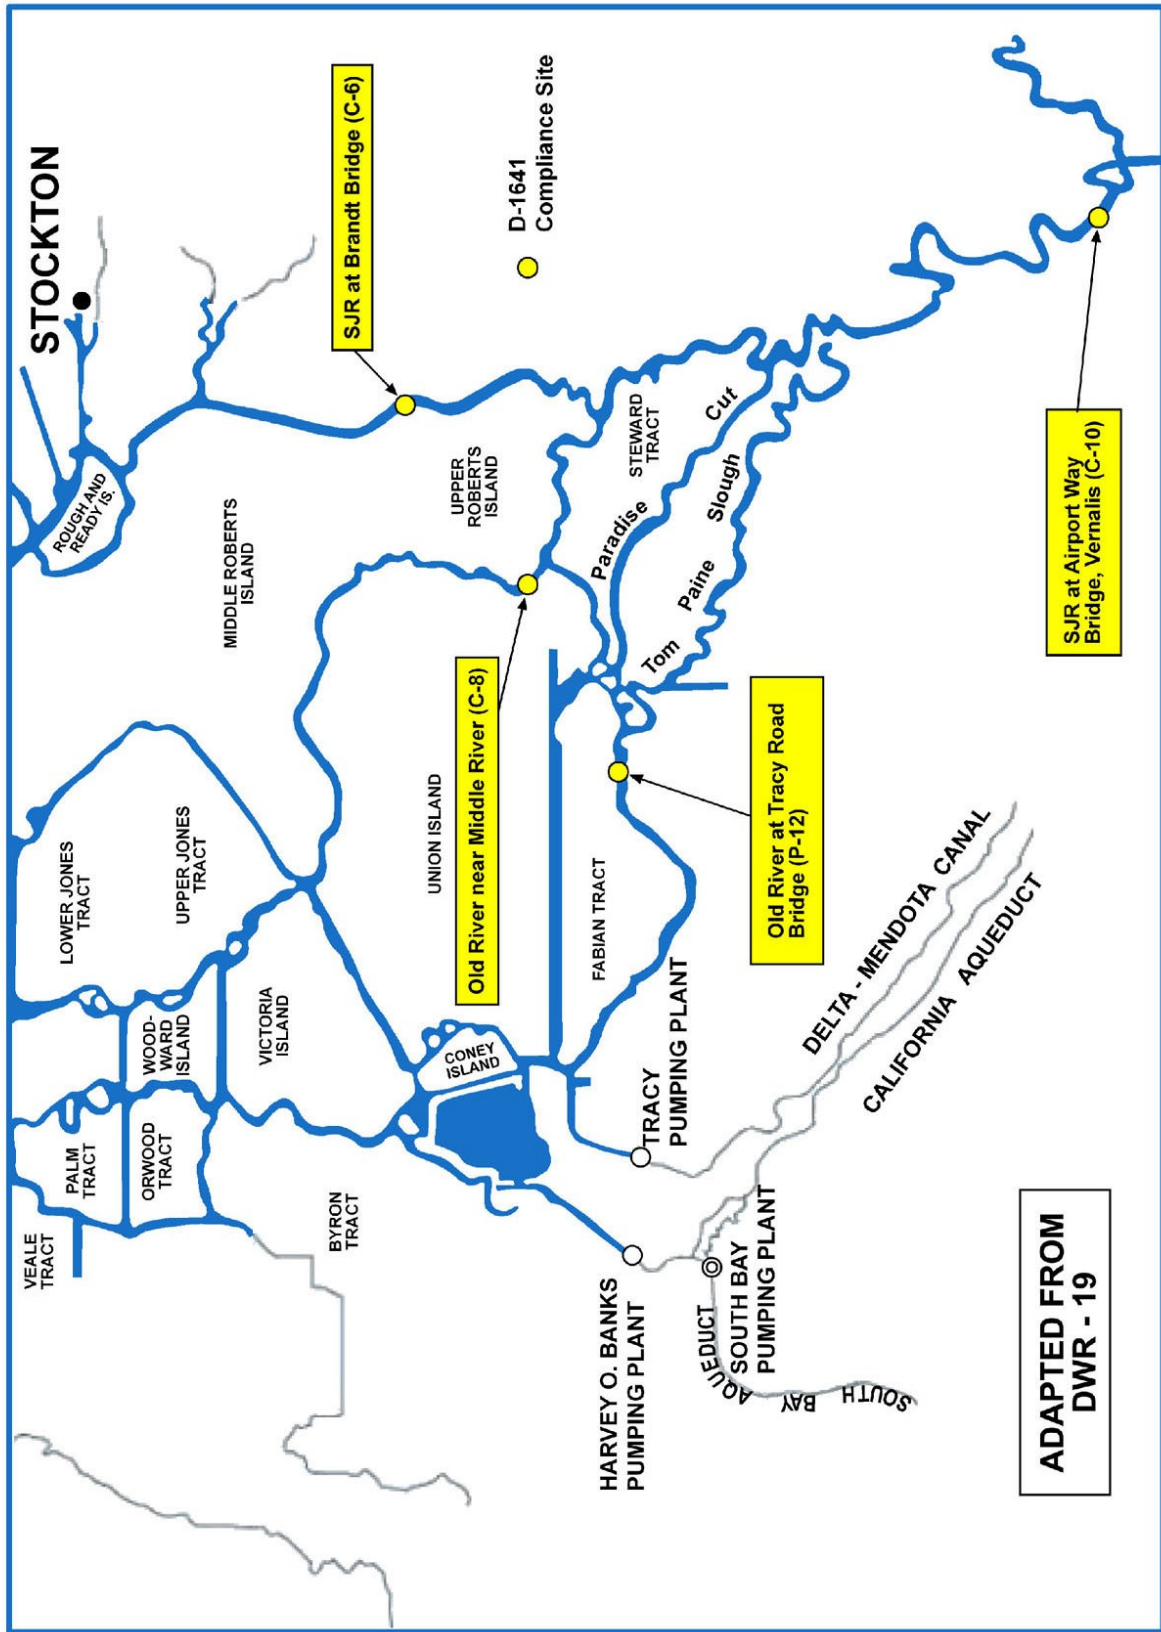 STOCKTON
SJR at Brandt Bridge (C-6)
D-1641
Compliance Site
ROUGH AND
READY IS.
MIDDLE ROBERTS
ISLAND
UPPER
ROBERTS
ISLAND
STEWARD
TRACT
Paradise Cut
Tom Paine Slough
SJR at Airport Way
Bridge, Vernalis (C-10)
LOWER JONES
TRACT
UPPER JONES
TRACT
UNION ISLAND
Old River near Middle River (C-8)
FABIAN TRACT
Old River at Tracy Road
Bridge (P-12)
WOOD-
WARD
ISLAND
VICTORIA
ISLAND
CONEY
ISLAND
PALM
TRACT
ORWOOD
TRACT
VEALE
TRACT
BYRON
TRACT
TRACY
PUMPING PLANT
DELTA - MENDOTA CANAL
CALIFORNIA AQUEDUCT
HARVEY O. BANKS
PUMPING PLANT
SOUTH BAY
PUMPING PLANT
SOUTH BAY AQUEDUCT
ADAPTED FROM
DWR - 19